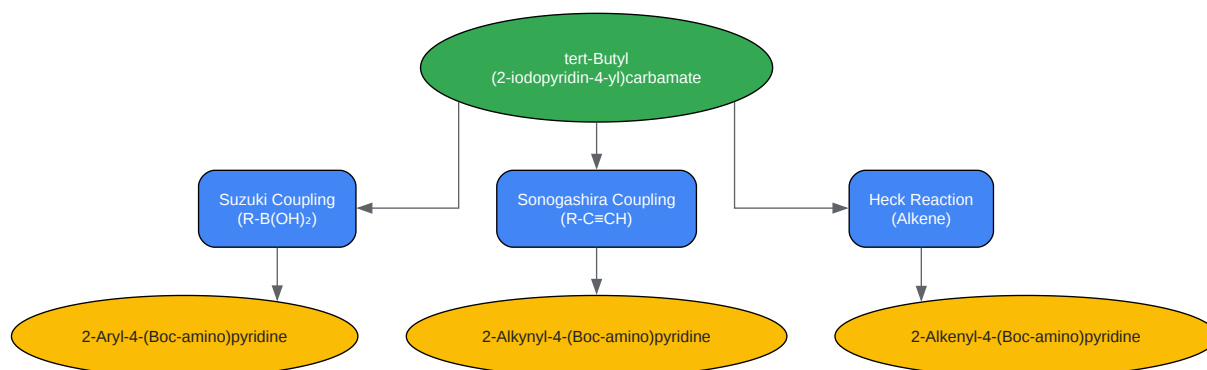 tert-Butyl
(2-iodopyridin-4-yl)carbamate
Suzuki Coupling
(R-B(OH)₂)
Sonogashira Coupling
(R-C≡CH)
Heck Reaction
(Alkene)
2-Aryl-4-(Boc-amino)pyridine
2-Alkynyl-4-(Boc-amino)pyridine
2-Alkenyl-4-(Boc-amino)pyridine